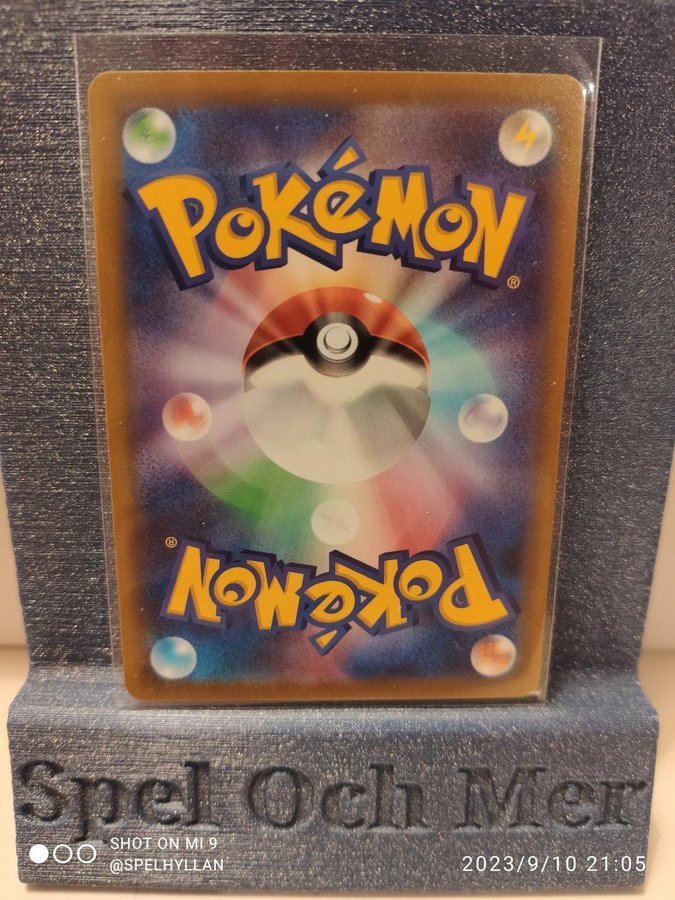 POKéMON
®
®
POKéMON
Spel Och Mer
SHOT ON MI 9
@SPELHYLLAN
2023/9/10 21:05